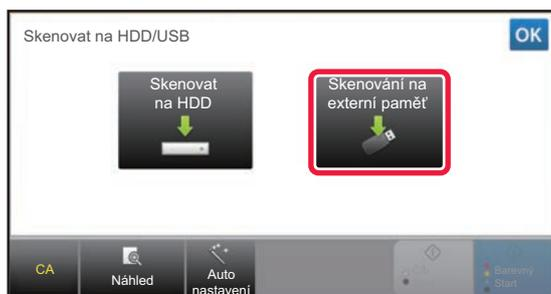 Skenovat na HDD/USB
OK
Skenovat
na HDD
Skenování na
externí paměť
CA
Náhled
Auto
nastavení
Barevný
Start